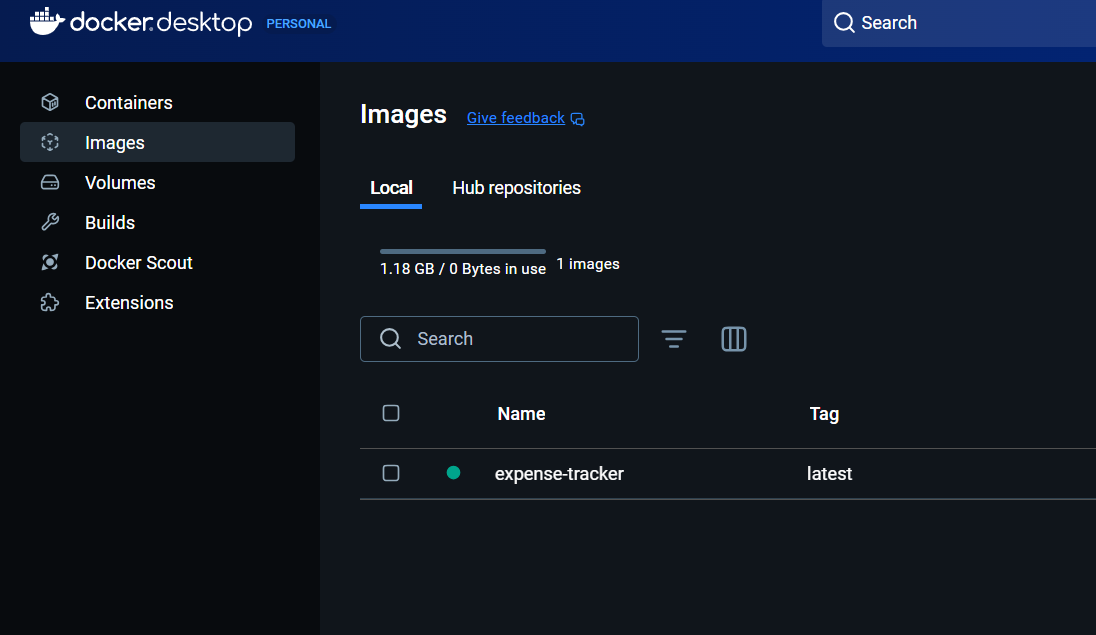 docker.desktop PERSONAL
Search
Containers
Images
Volumes
Builds
Docker Scout
Extensions
Images Give feedback
Local Hub repositories
1.18 GB / 0 Bytes in use 1 images
Search
Name Tag
expense-tracker latest